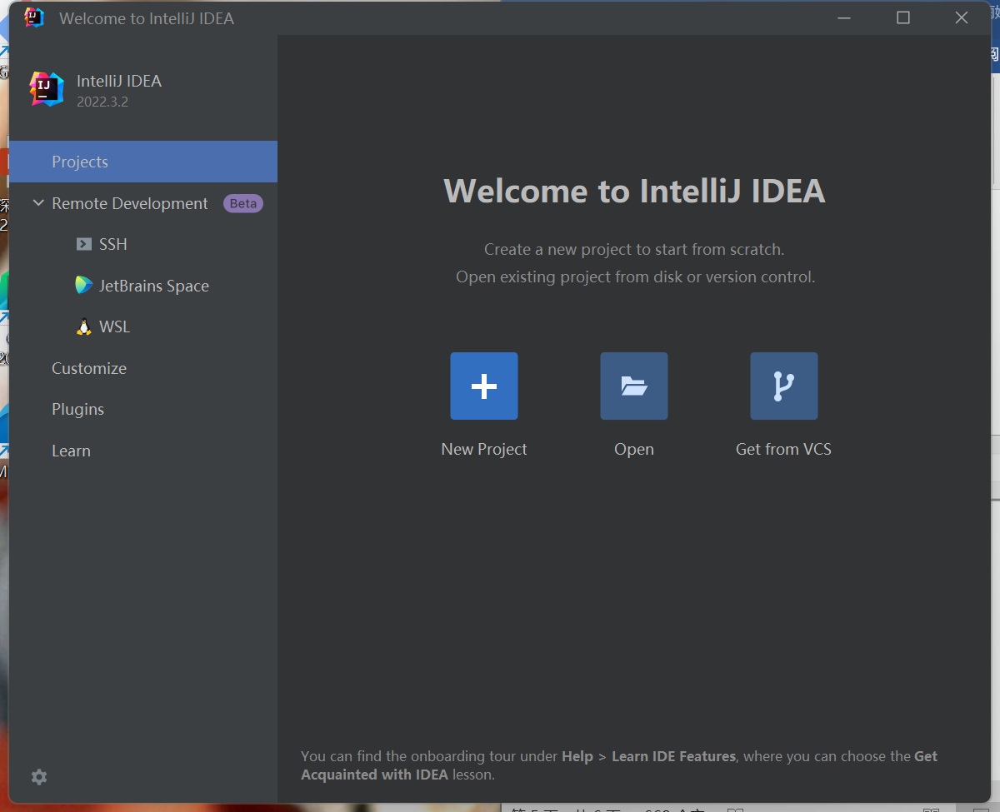 Welcome to IntelliJ IDEA
IntelliJ IDEA
2022.3.2
Projects
Remote Development Beta
SSH
JetBrains Space
WSL
Customize
Plugins
Learn
Welcome to IntelliJ IDEA
Create a new project to start from scratch.
Open existing project from disk or version control.
New Project
Open
Get from VCS
You can find the onboarding tour under Help > Learn IDE Features, where you can choose the Get
Acquainted with IDEA lesson.